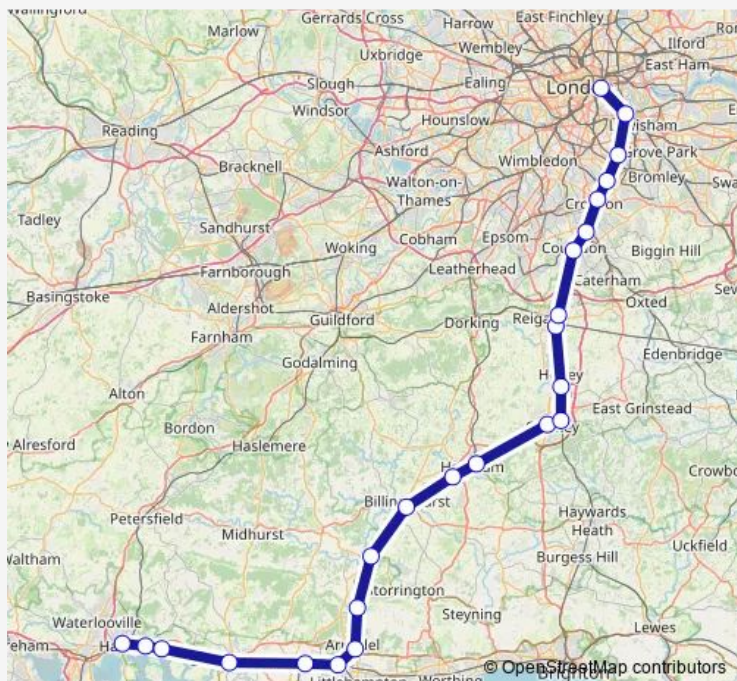 Wallingford
Gerrards Cross
East Finchley
Marlow
Harrow
Ilford
Uxbridge
Wembley
East Ham
Slough
Ealing
Windsor
Reading
Hounslow
Ashford
Grove Park
Bracknell
Wimbledon
Bromley
Walton-on-
Thames
Tadley
Sandhurst
Epsom
Biggin Hill
Woking
Cobham
Farnborough
Leatherhead
Caterham
Basingstoke
Oxted
Aldershot
Guildford
Dorking
Farnham
Godalming
Edenbridge
Alton
East Grinstead
Bordon
Alresford
Haslemere
Haywards
Heath
Petersfield
Midhurst
Uckfield
Burgess Hill
Steyning
Waterlooville
Lewes
© OpenStreetMap contributors